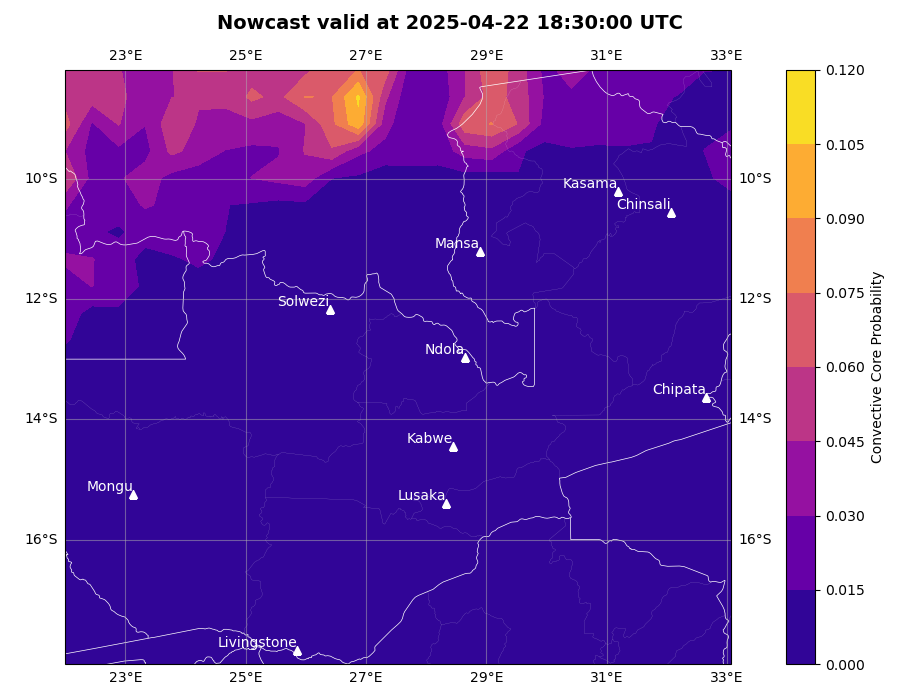 Nowcast valid at 2025-04-22 18:30:00 UTC
23°E 25°E 27°E 29°E 31°E 33°E
0.120
0.105
10°S Kasama 10°S
Chinsali
0.090
Mansa
0.075
12°S 12°S
Solwezi
Ndola
0.060
Chipata
14°S 14°S
Kabwe
0.045
Mongu
Lusaka
0.030
16°S 16°S
0.015
Livingstone
0.000
23°E 25°E 27°E 29°E 31°E 33°E
Convective Core Probability